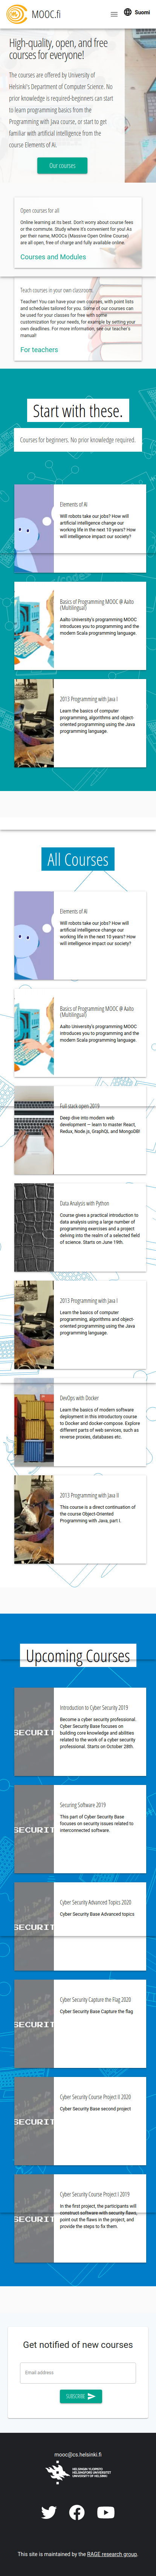 MOOC.fi
Suomi
High-quality, open, and free
courses for everyone!
The courses are offered by University of
Helsinki's Department of Computer Science. No
prior knowledge is required-beginners can start
to learn programming basics from the
Programming with Java course, or start to get
familiar with artificial intelligence from the
course Elements of AI.
Our courses
Open courses for all
Online learning at its best. Don't worry about course fees
or the commute. Study where it's convenient for you! As
per their name, MOOCs (Massive Open Online Course)
are all open; free of charge and fully available online.
Courses and Modules
Teach courses in your own classroom
Teacher! You can have your own courses, with point lists
and schedules tailored for you. Some of our courses can
be used for your classes for free with some
customization for your needs, for example by setting your
own deadlines. For more information, see our teacher's
manual!
For teachers
Start with these.
Courses for beginners. No prior knowledge required.
Elements of AI
Will robots take our jobs? How will
artificial intelligence change our
working life in the next 10 years? How
will intelligence impact our society?
Basics of Programming MOOC @ Aalto
(Multilingual)
Aalto University's programming MOOC
introduces you to programming and the
modern Scala programming language.
2013 Programming with Java I
Learn the basics of computer
programming, algorithms and object-
oriented programming using the Java
programming language.
All Courses
Elements of AI
Will robots take our jobs? How will
artificial intelligence change our
working life in the next 10 years? How
will intelligence impact our society?
Basics of Programming MOOC @ Aalto
(Multilingual)
Aalto University's programming MOOC
introduces you to programming and the
modern Scala programming language.
Full stack open 2019
Deep dive into modern web
development — learn to master React,
Redux, Node.js, GraphQL and MongoDB!
Data Analysis with Python
Course gives a practical introduction to
data analysis using a large number of
programming exercises and a project
delving into the realm of a selected field
of science. Starts on June 19th.
2013 Programming with Java I
Learn the basics of computer
programming, algorithms and object-
oriented programming using the Java
programming language.
DevOps with Docker
Learn the basics of modern software
deployment in this introductory course
to Docker and docker-compose. Explore
different parts of web services, such as
reverse proxies, databases etc.
2013 Programming with Java II
This course is a direct continuation of
the course Object-Oriented
Programming with Java, part I.
Upcoming Courses
Introduction to Cyber Security 2019
Become a cyber security professional.
Cyber Security Base focuses on
building core knowledge and abilities
related to the work of a cyber security
professional. Starts on October 28th.
SECURIT
Securing Software 2019
This part of Cyber Security Base
focuses on security issues related to
interconnected software.
SECURIT
Cyber Security Advanced Topics 2020
Cyber Security Base Advanced topics
SECURIT
Cyber Security Capture the Flag 2020
Cyber Security Base Capture the flag
SECURIT
Cyber Security Course Project II 2020
Cyber Security Base second project
SECURIT
Cyber Security Course Project I 2019
In the first project, the participants will
construct software with security flaws,
point out the flaws in the project, and
provide the steps to fix them.
SECURIT
Get notified of new courses
Email address
SUBSCRIBE
mooc@cs.helsinki.fi
HELSINGIN YLIOPISTO
HELSINGFORS UNIVERSITET
UNIVERSITY OF HELSINKI
This site is maintained by the RAGE research group.